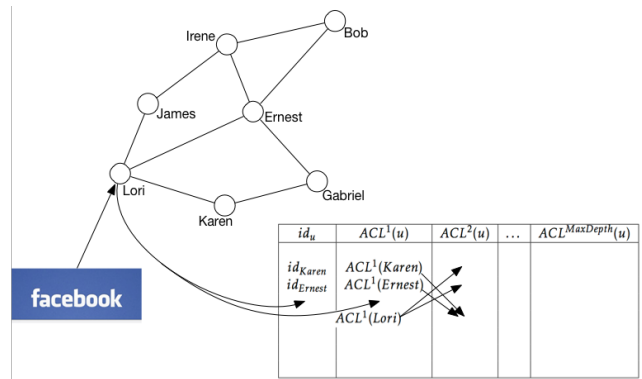 Irene
Bob
James
Ernest
Lori
Gabriel
Karen
facebook
id_u ACL^1(u) ACL^2(u) ... ACL^MaxDepth(u)
id_Karen ACL^1(Karen)
id_Ernest ACL^1(Ernest)
ACL^1(Lori)